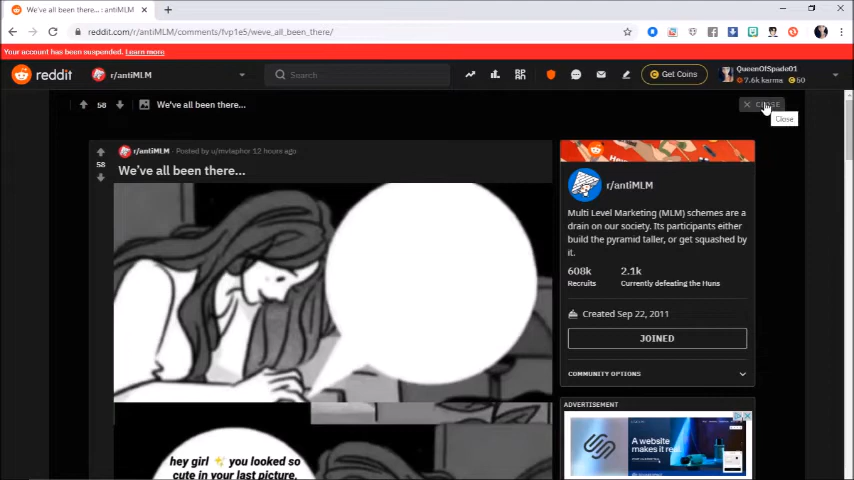 We've all been there... : antiMLM
reddit.com/r/antiMLM/comments/fvp1e5/weve_all_been_there/
Your account has been suspended. Learn more
reddit
r/antiMLM
Search
Get Coins
QueenOfSpade01
7.6k karma 50
58
We've all been there...
CLOSE
Close
r/antiMLM Posted by u/mvtaphor 12 hours ago
58
We've all been there...
hey girl ✨ you looked so
cute in your last picture,
r/antiMLM
Multi Level Marketing (MLM) schemes are a
drain on our society. Its participants either
build the pyramid taller, or get squashed by
it.
608k 2.1k
Recruits Currently defeating the Huns
Created Sep 22, 2011
JOINED
COMMUNITY OPTIONS
ADVERTISEMENT
A website
makes it real.